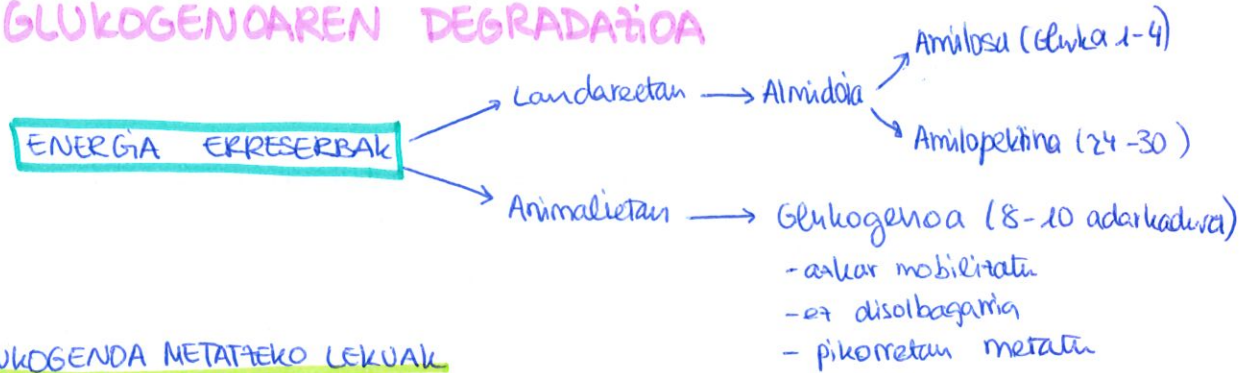 GLUKOGENOAREN DEGRADAZIOA
ENERGIA ERRESERBAK
Landareetan → Almidoia
Amilosa (Gluka 1-4)
Amilopektina (24-30)
Animalietan → Glukogenoa (8-10 adarkadura)
- azkar mobilizatu
- ez disolbagarria
- pikorretan metatu
UKOGENOA METATZEKO LEKUAK